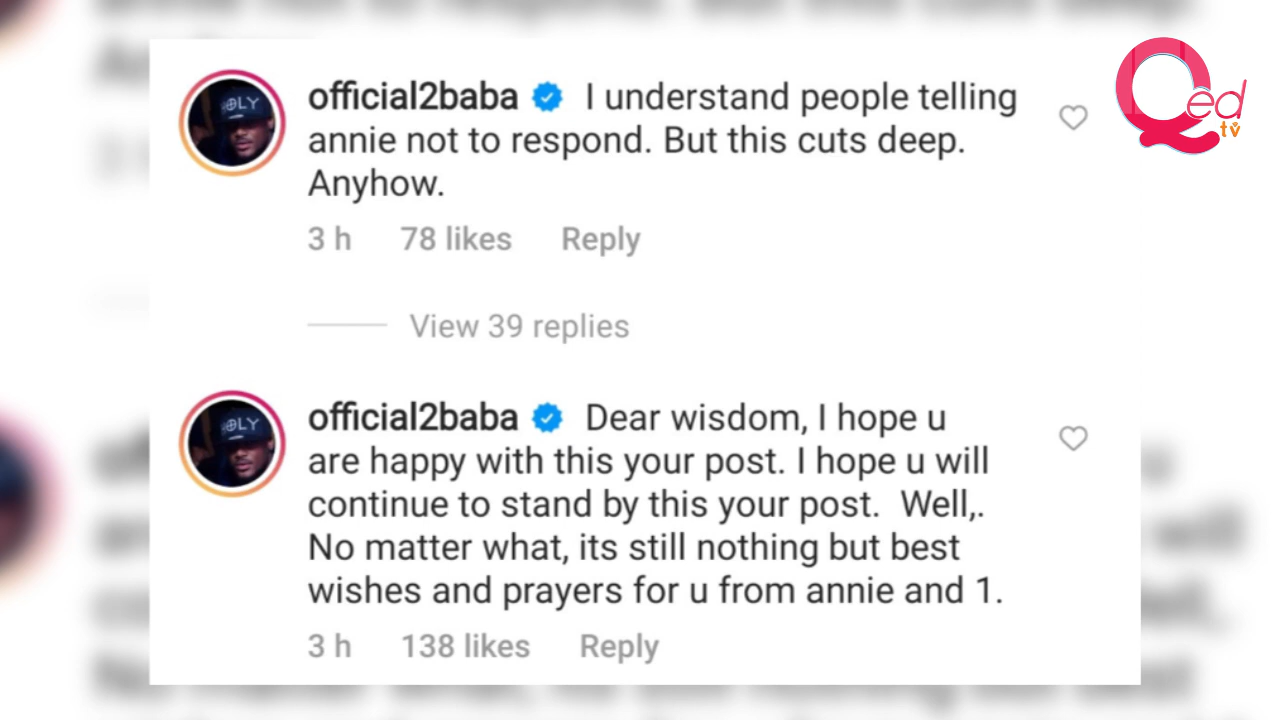 official2baba I understand people telling
annie not to respond. But this cuts deep.
Anyhow.
3 h 78 likes Reply
View 39 replies
official2baba Dear wisdom, I hope u
are happy with this your post. I hope u will
continue to stand by this your post. Well,.
No matter what, its still nothing but best
wishes and prayers for u from annie and 1.
3 h 138 likes Reply
Qed
tv